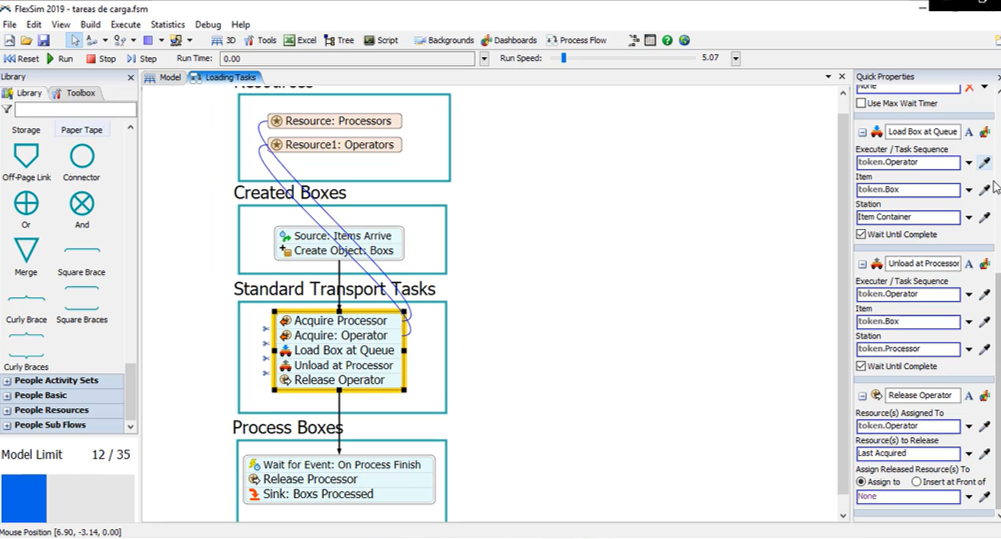 FlexSim 2019 - tareas de carga.fsm
File Edit View Build Execute Statistics Debug Help
3D Tools Excel Tree Script Backgrounds Dashboards Process Flow
Reset Run Stop Step Run Time: 0.00 Run Speed: 5.07
Library
Library Toolbox
Storage Paper Tape
Off-Page Link Connector
Or And
Merge Square Brace
Curly Brace Square Braces
Curly Braces
People Activity Sets
People Basic
People Resources
People Sub Flows
Model Limit 12 / 35
Mouse Position [6.90, -3.14, 0.00]
Model Loading Tasks
Resources
Resource: Processors
Resource1: Operators
Created Boxes
Source: Items Arrive
Create Object: Boxs
Standard Transport Tasks
Acquire Processor
Acquire: Operator
Load Box at Queue
Unload at Processor
Release Operator
Process Boxes
Wait for Event: On Process Finish
Release Processor
Sink: Boxs Processed
Quick Properties
None
Use Max Wait Timer
Load Box at Queue A
Executer / Task Sequence
token.Operator
Item
token.Box
Station
Item Container
Wait Until Complete
Unload at Processor A
Executer / Task Sequence
token.Operator
Item
token.Box
Station
token.Processor
Wait Until Complete
Release Operator A
Resource(s) Assigned To
token.Operator
Resource(s) to Release
Last Acquired
Assign Released Resource(s) To
Assign to Insert at Front of
None